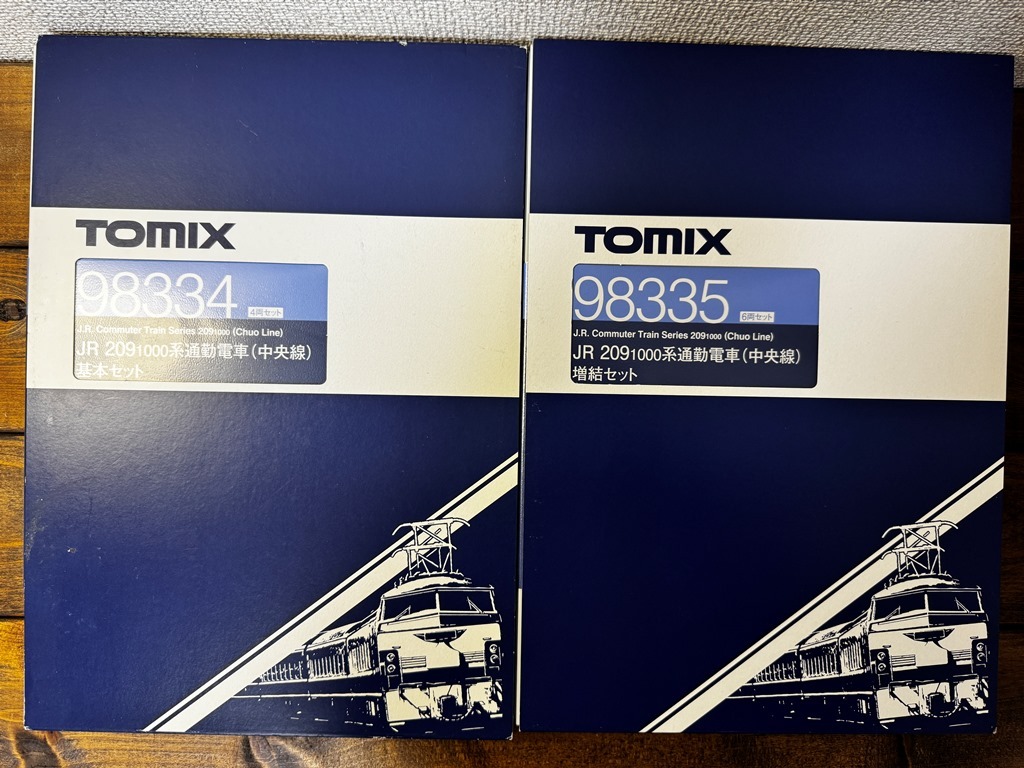 TOMIX
98334 4両セット
J.R. Commuter Train Series 2091000 (Chuo Line)
JR 2091000系通勤電車(中央線)
基本セット
TOMIX
98335 6両セット
J.R. Commuter Train Series 2091000 (Chuo Line)
JR 2091000系通勤電車(中央線)
増結セット